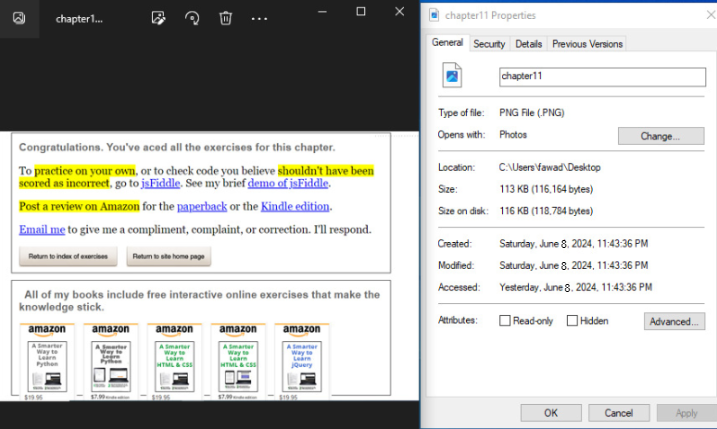 chapter1...
Congratulations. You've aced all the exercises for this chapter.
To practice on your own, or to check code you believe shouldn't have been
scored as incorrect, go to jsFiddle. See my brief demo of jsFiddle.
Post a review on Amazon for the paperback or the Kindle edition.
Email me to give me a compliment, complaint, or correction. I'll respond.
Return to index of exercises
Return to site home page
All of my books include free interactive online exercises that make the
knowledge stick.
amazon amazon amazon amazon amazon
A Smarter Way to Learn Python
A Smarter Way to Learn Python
A Smarter Way to Learn HTML & CSS
A Smarter Way to Learn HTML & CSS
A Smarter Way to Learn jQuery
$19.95 $7.99 Kindle edition $19.95 $7.99 Kindle edition $19.95
chapter11 Properties
General Security Details Previous Versions
chapter11
Type of file: PNG File (.PNG)
Opens with: Photos Change...
Location: C:\Users\fawad\Desktop
Size: 113 KB (116,164 bytes)
Size on disk: 116 KB (118,784 bytes)
Created: Saturday, June 8, 2024, 11:43:36 PM
Modified: Saturday, June 8, 2024, 11:43:36 PM
Accessed: Yesterday, June 8, 2024, 11:43:36 PM
Attributes: Read-only Hidden Advanced...
OK Cancel Apply